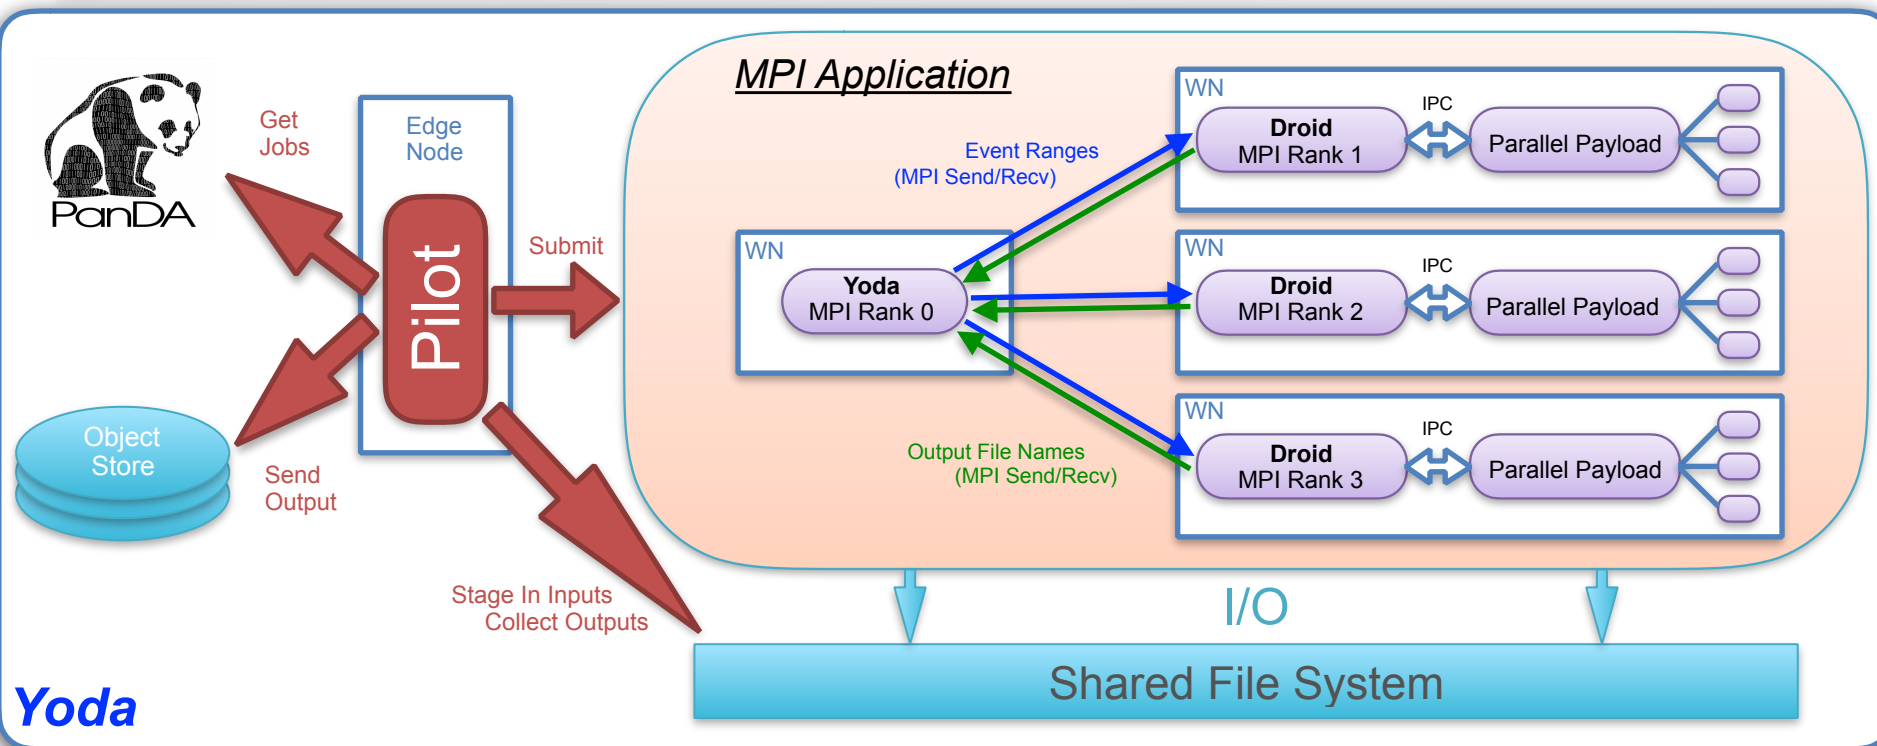 MPI Application
PanDA
Get
Jobs
Edge
Node
Pilot
Submit
Object
Store
Send
Output
Stage In Inputs
Collect Outputs
Event Ranges
(MPI Send/Recv)
WN
Yoda
MPI Rank 0
Output File Names
(MPI Send/Recv)
WN
Droid
MPI Rank 1
IPC
Parallel Payload
WN
Droid
MPI Rank 2
IPC
Parallel Payload
WN
Droid
MPI Rank 3
IPC
Parallel Payload
I/O
Shared File System
Yoda